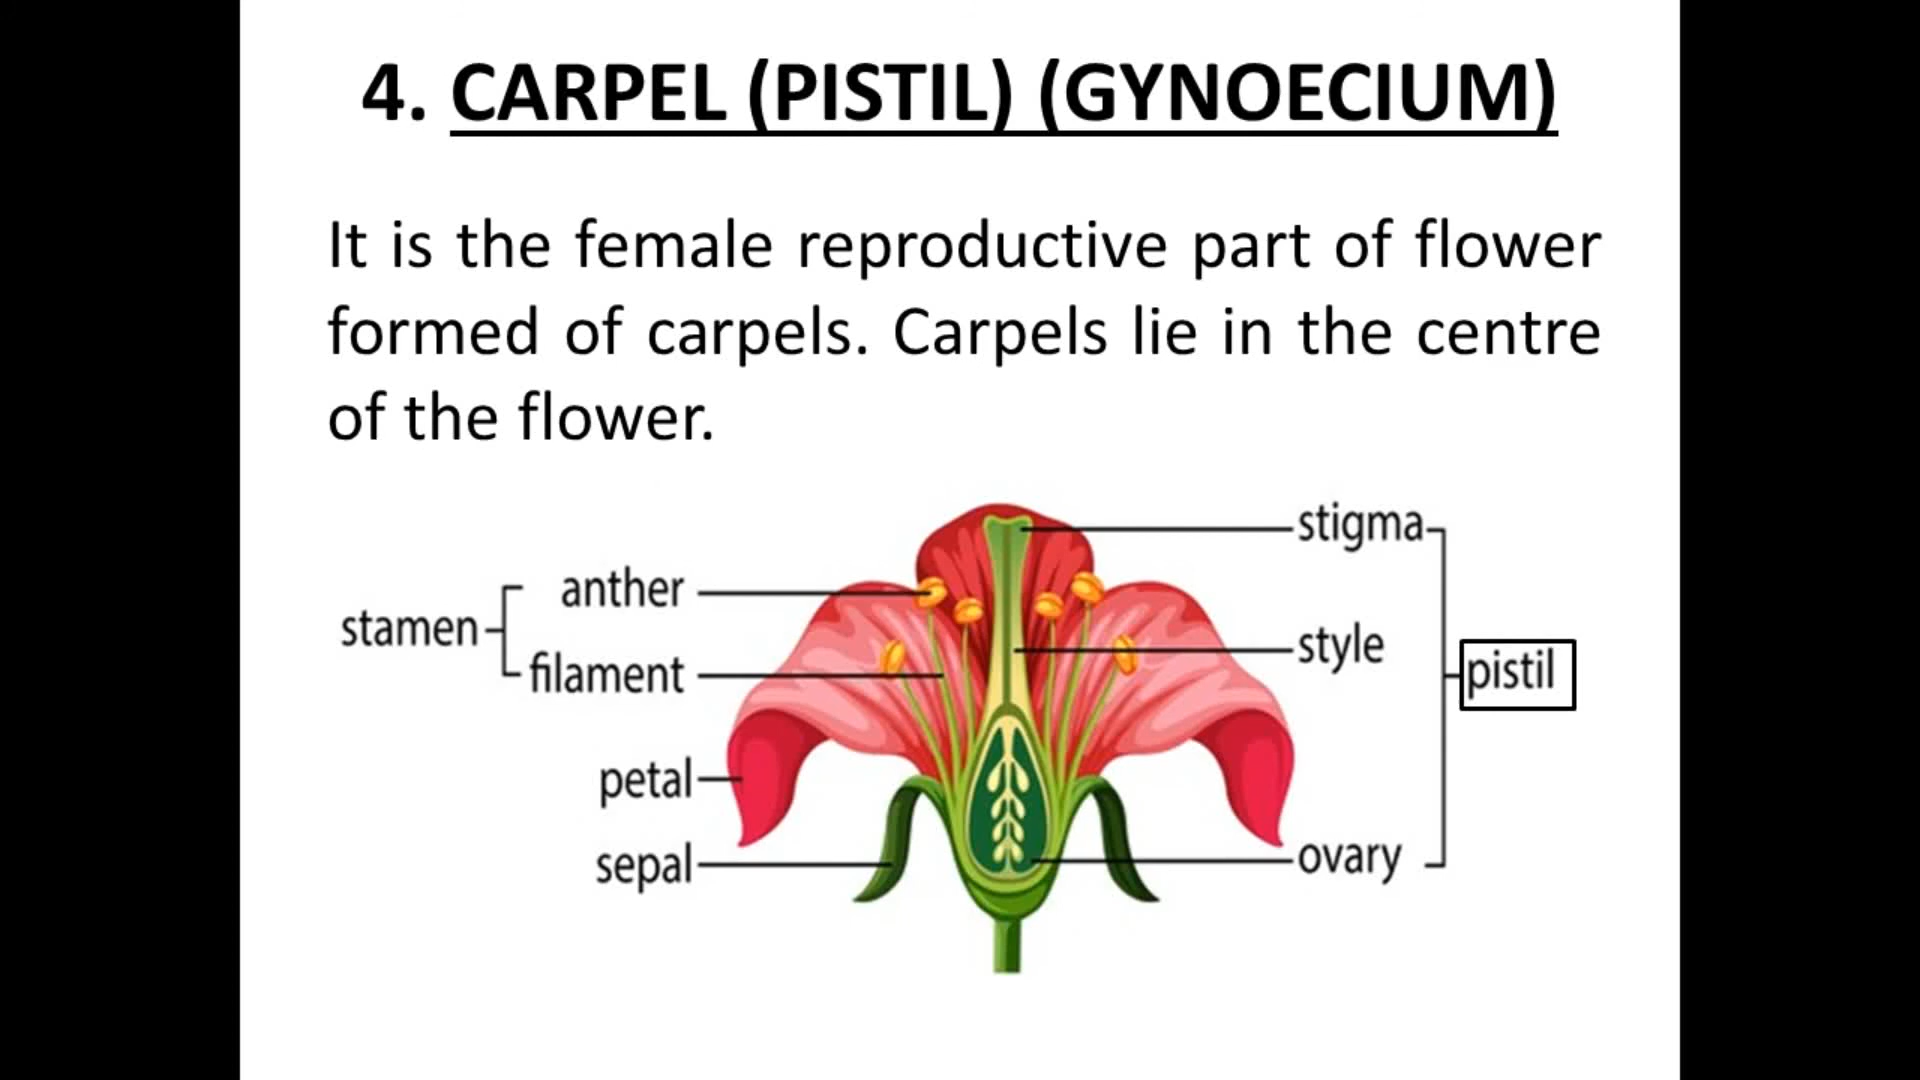 4. CARPEL (PISTIL) (GYNOECIUM)
It is the female reproductive part of flower
formed of carpels. Carpels lie in the centre
of the flower.
stigma
anther
stamen
style
filament
pistil
petal
sepal
ovary